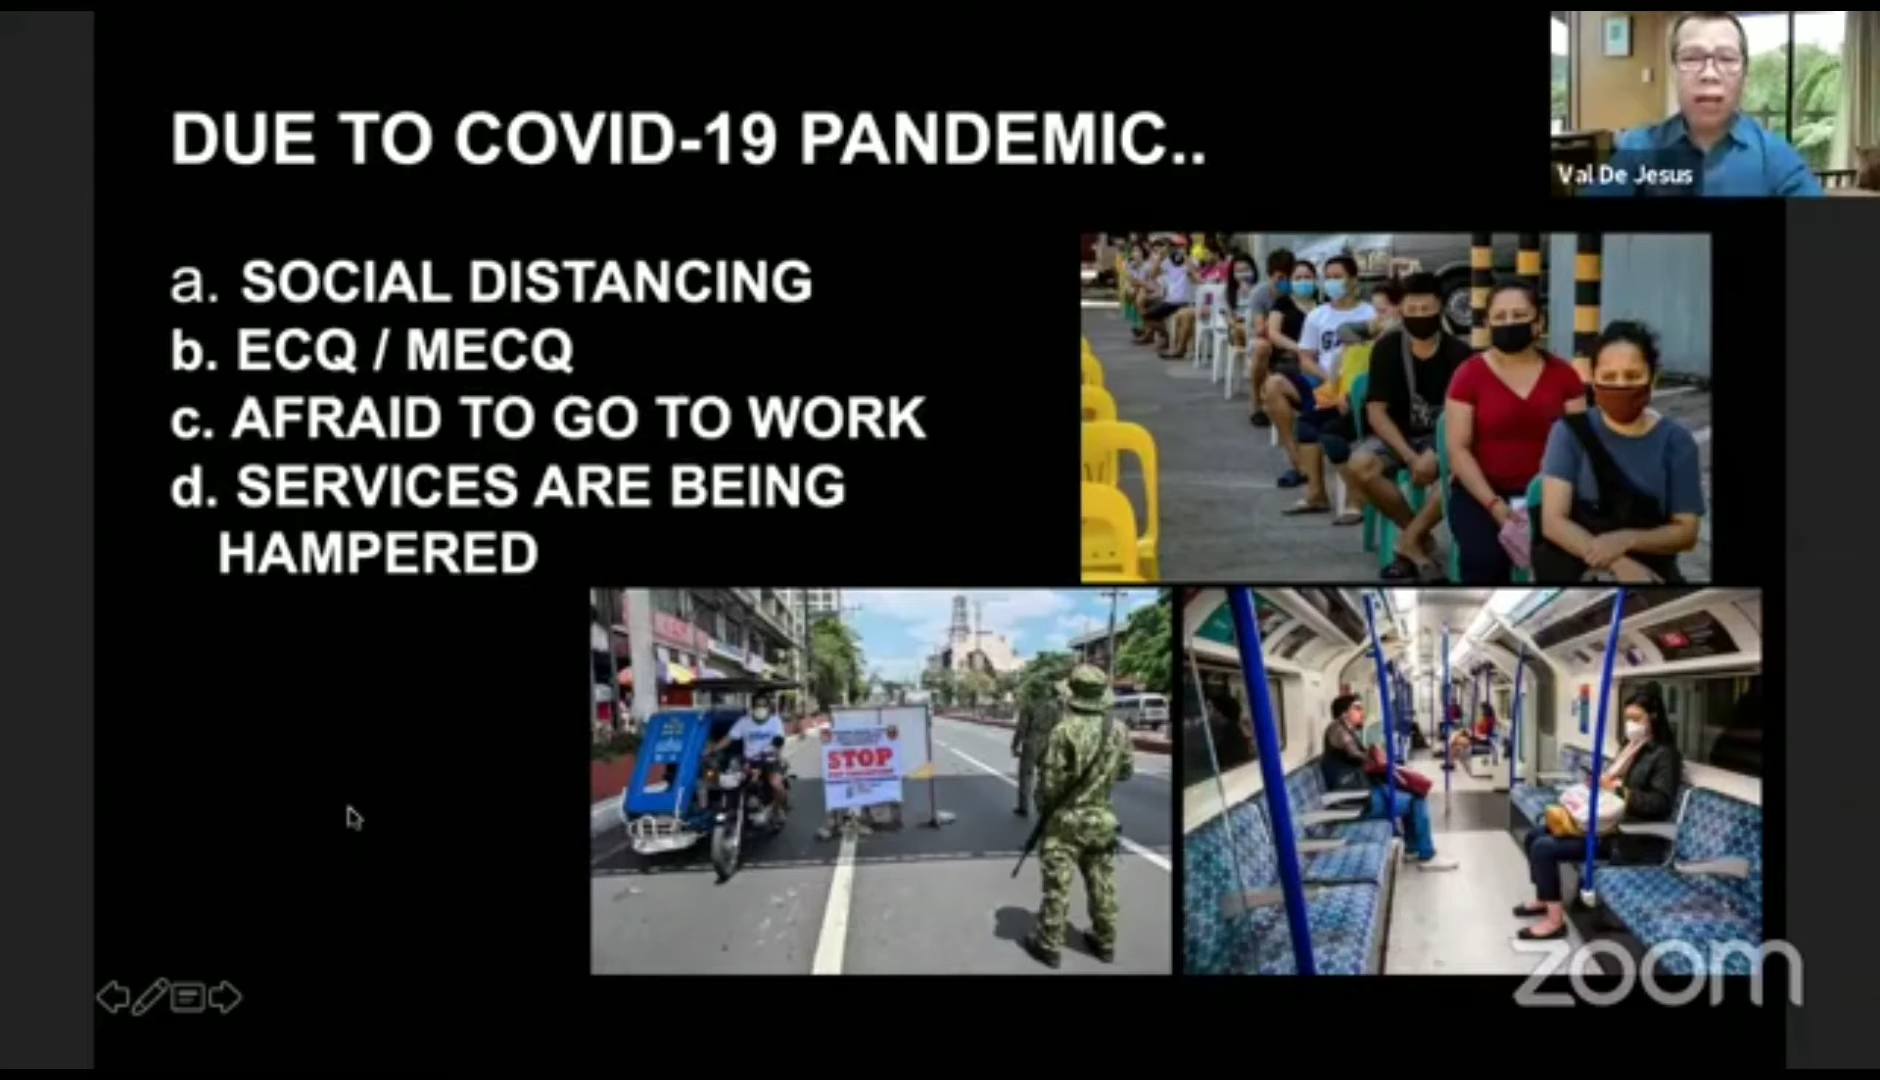 DUE TO COVID-19 PANDEMIC..
Val De Jesus
a. SOCIAL DISTANCING
b. ECQ / MECQ
c. AFRAID TO GO TO WORK
d. SERVICES ARE BEING
HAMPERED
STOP
zoom